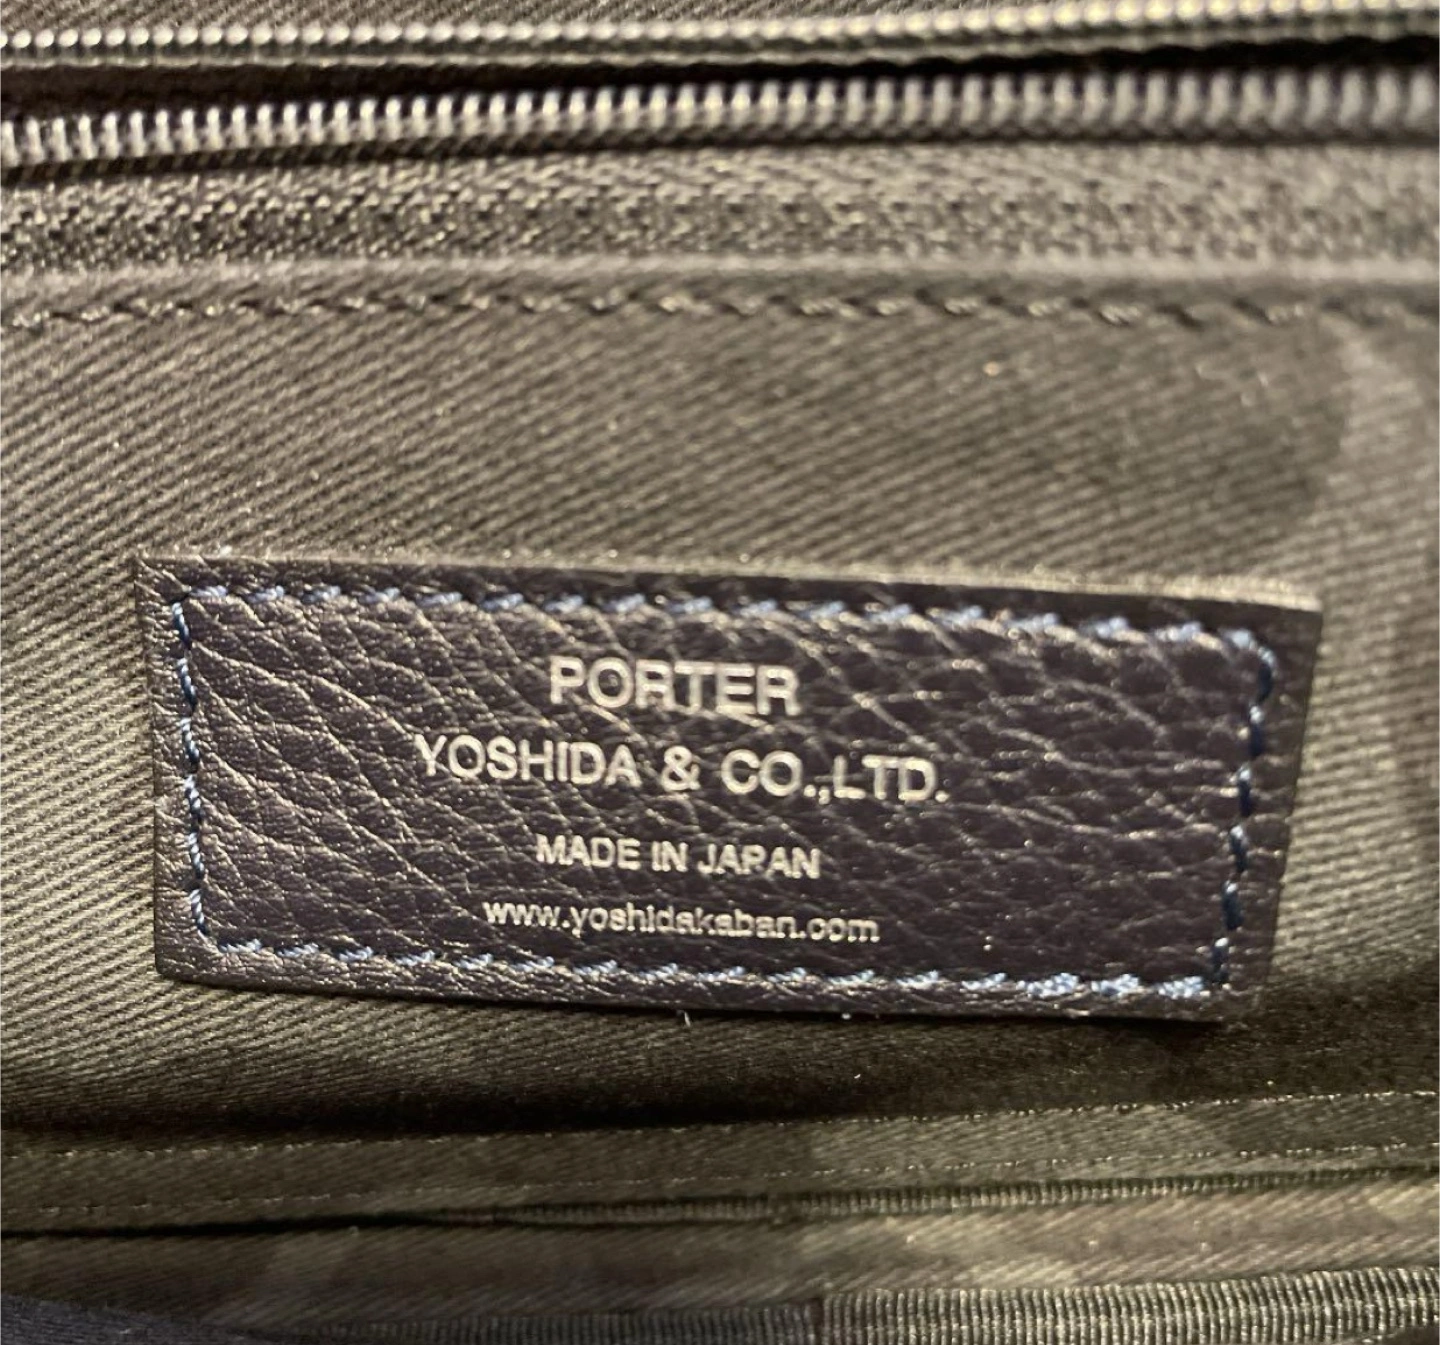 PORTER
YOSHIDA & CO.,LTD.
MADE IN JAPAN
www.yoshidakaban.com